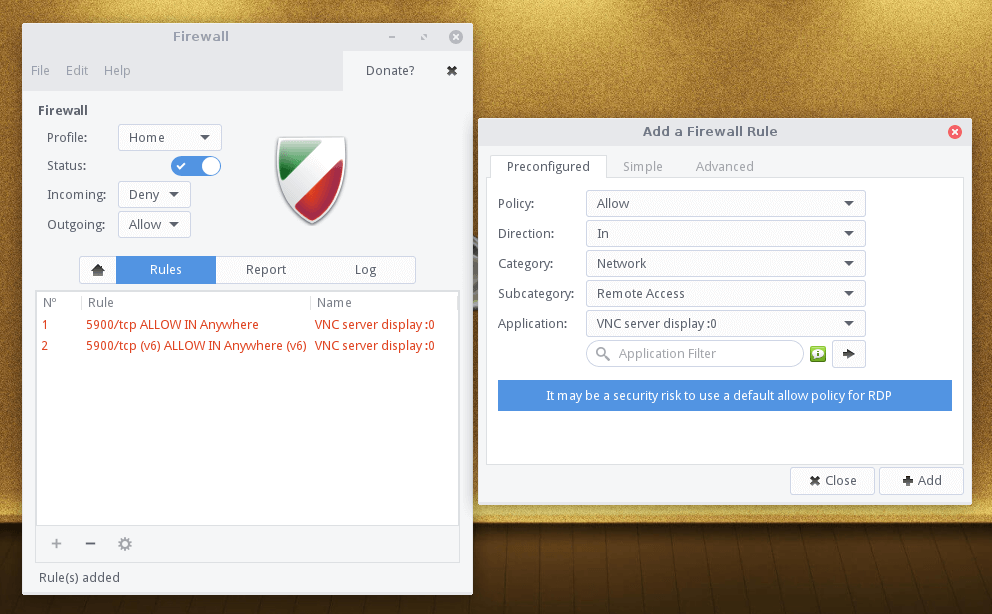 Firewall
File Edit Help
Donate?
Firewall
Profile: Home
Status:
Incoming: Deny
Outgoing: Allow
Rules Report Log
Nº Rule Name
1 5900/tcp ALLOW IN Anywhere VNC server display :0
2 5900/tcp (v6) ALLOW IN Anywhere (v6) VNC server display :0
Rule(s) added
Add a Firewall Rule
Preconfigured Simple Advanced
Policy: Allow
Direction: In
Category: Network
Subcategory: Remote Access
Application: VNC server display :0
Application Filter
It may be a security risk to use a default allow policy for RDP
Close Add